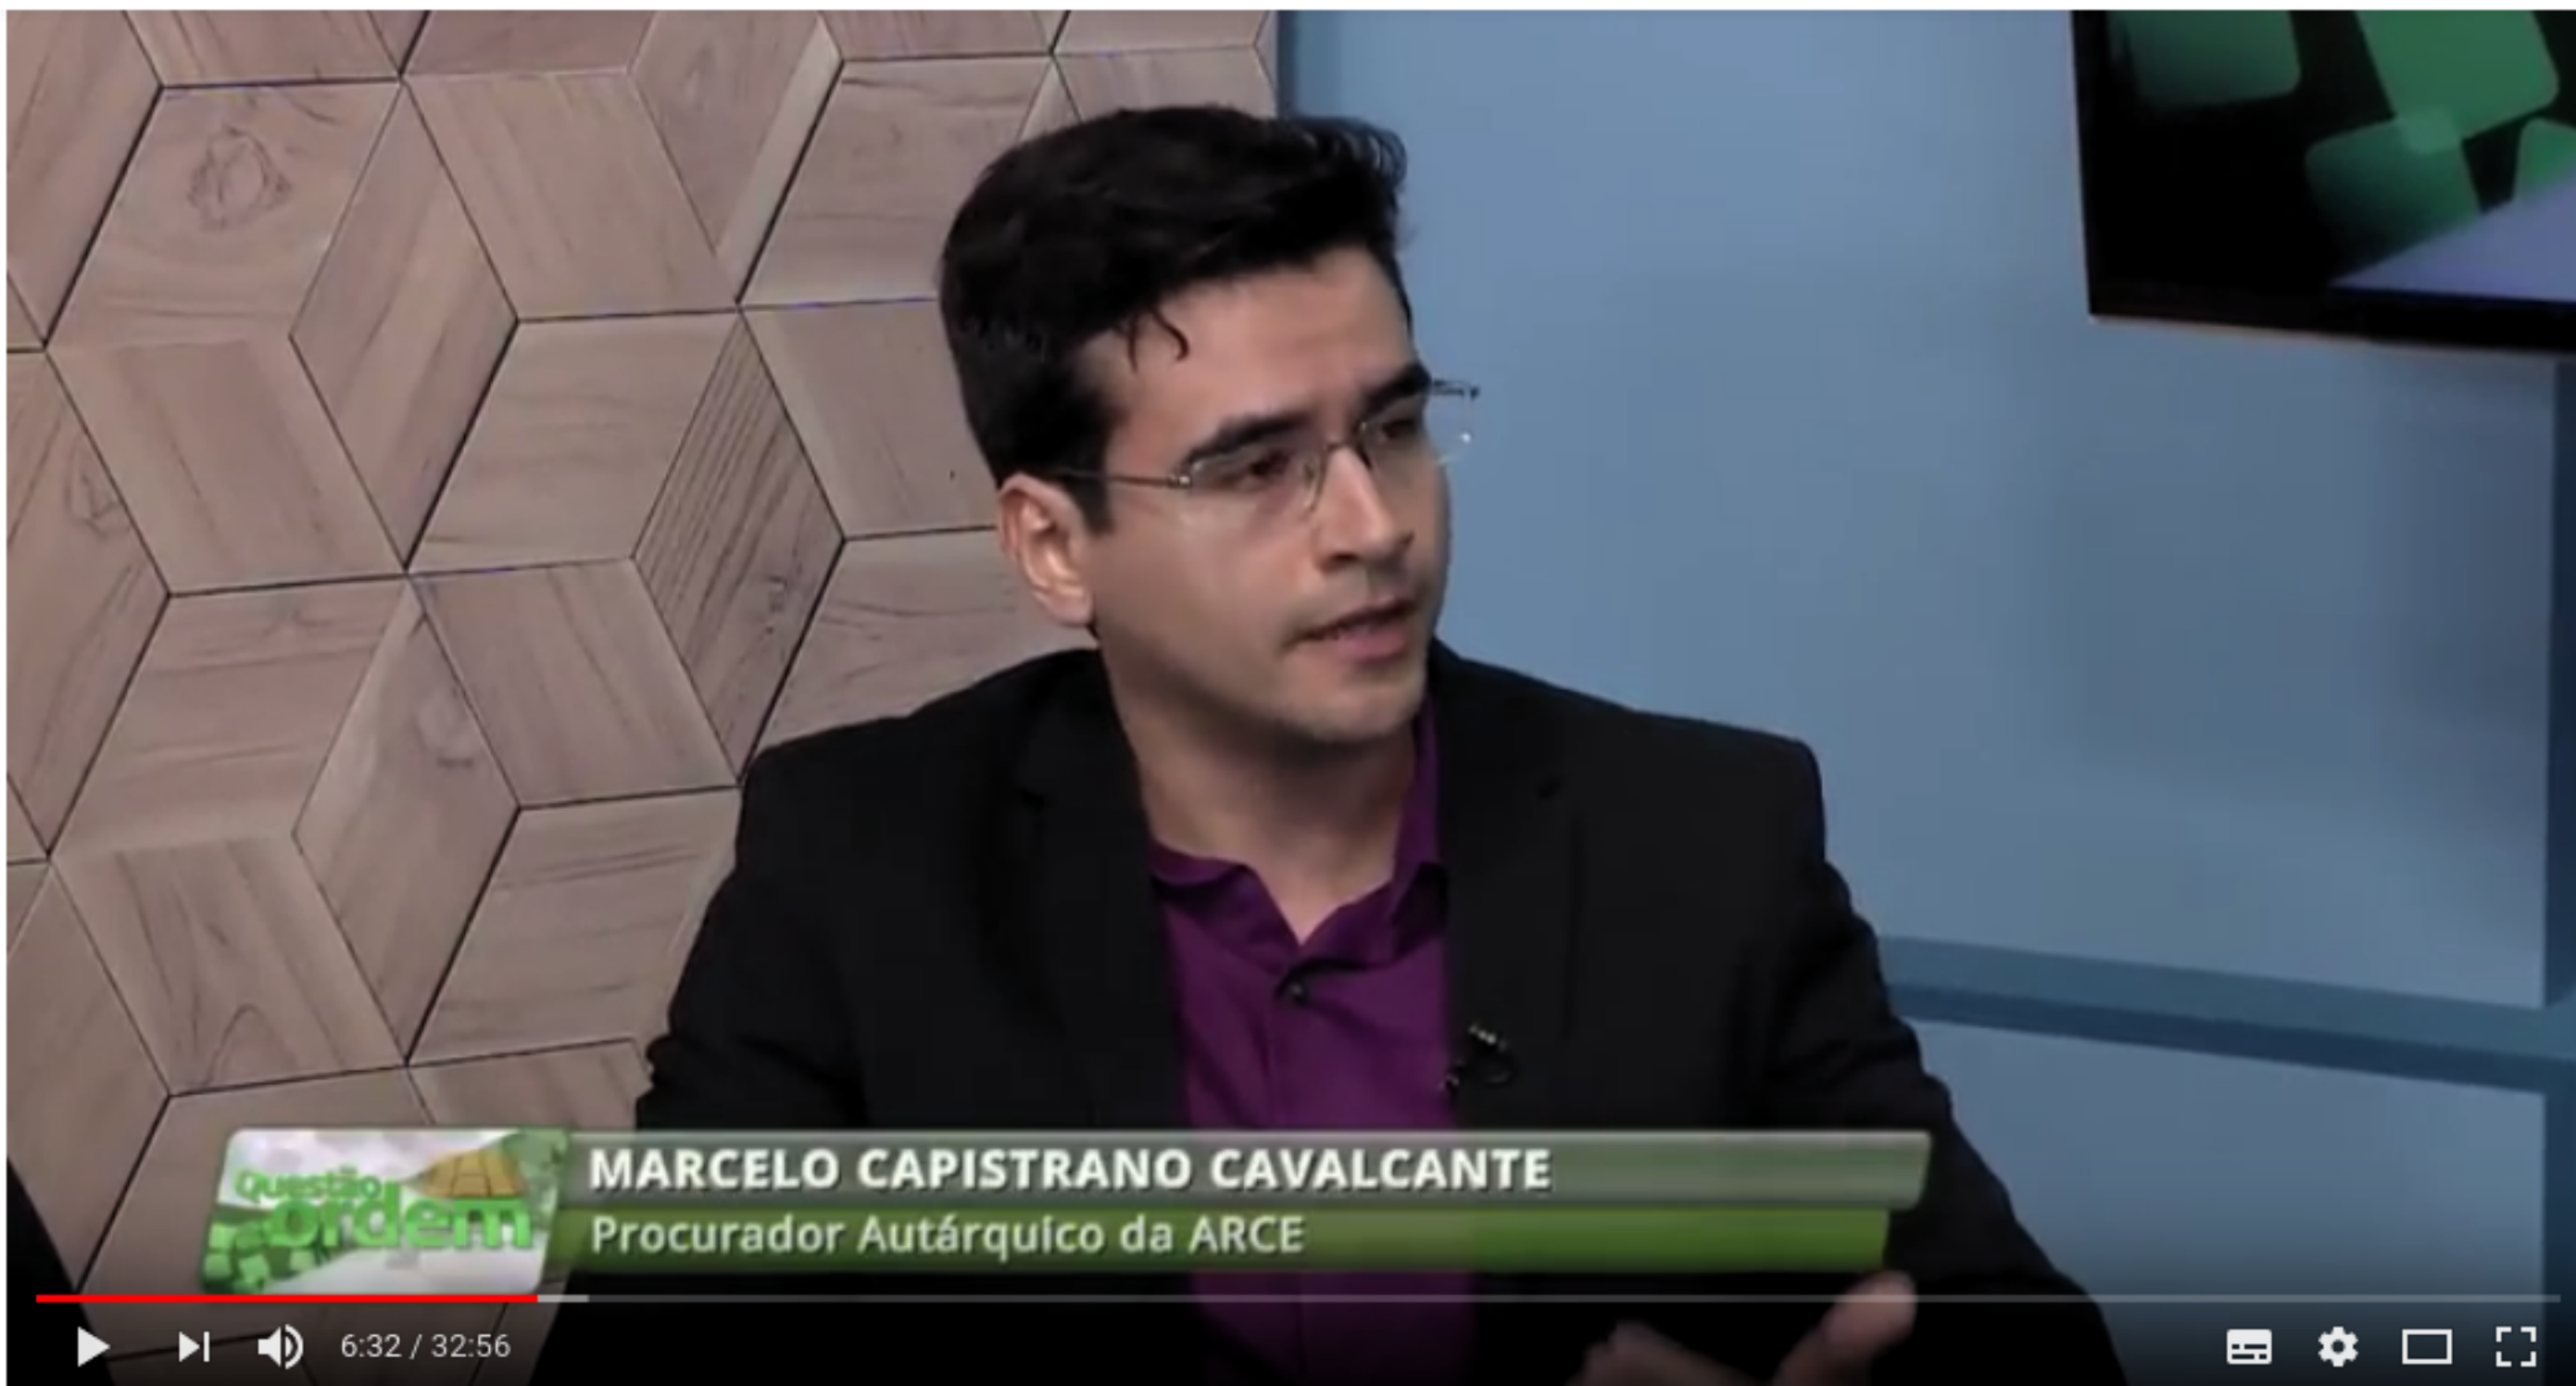 MARCELO CAPISTRANO CAVALCANTE
Questão
ordem
Procurador Autárquico da ARCE
6:32 / 32:56